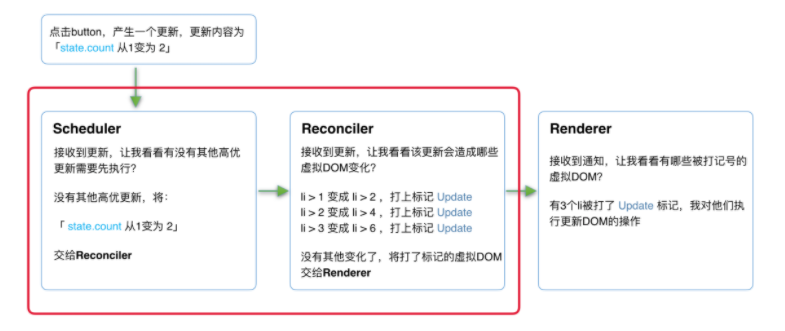 点击button，产生一个更新，更新内容为
「state.count 从1变为 2」
Scheduler
接收到更新，让我看看有没有其他高优
更新需要先执行？
没有其他高优更新，将：
「 state.count 从1变为 2」
交给Reconciler
Reconciler
接收到更新，让我看看该更新会造成哪些
虚拟DOM变化？
li > 1 变成 li > 2 ，打上标记 Update
li > 2 变成 li > 4 ，打上标记 Update
li > 3 变成 li > 6 ，打上标记 Update
没有其他变化了，将打了标记的虚拟DOM
交给Renderer
Renderer
接收到通知，让我看看有哪些被打记号的
虚拟DOM？
有3个li被打了 Update 标记，我对他们执
行更新DOM的操作